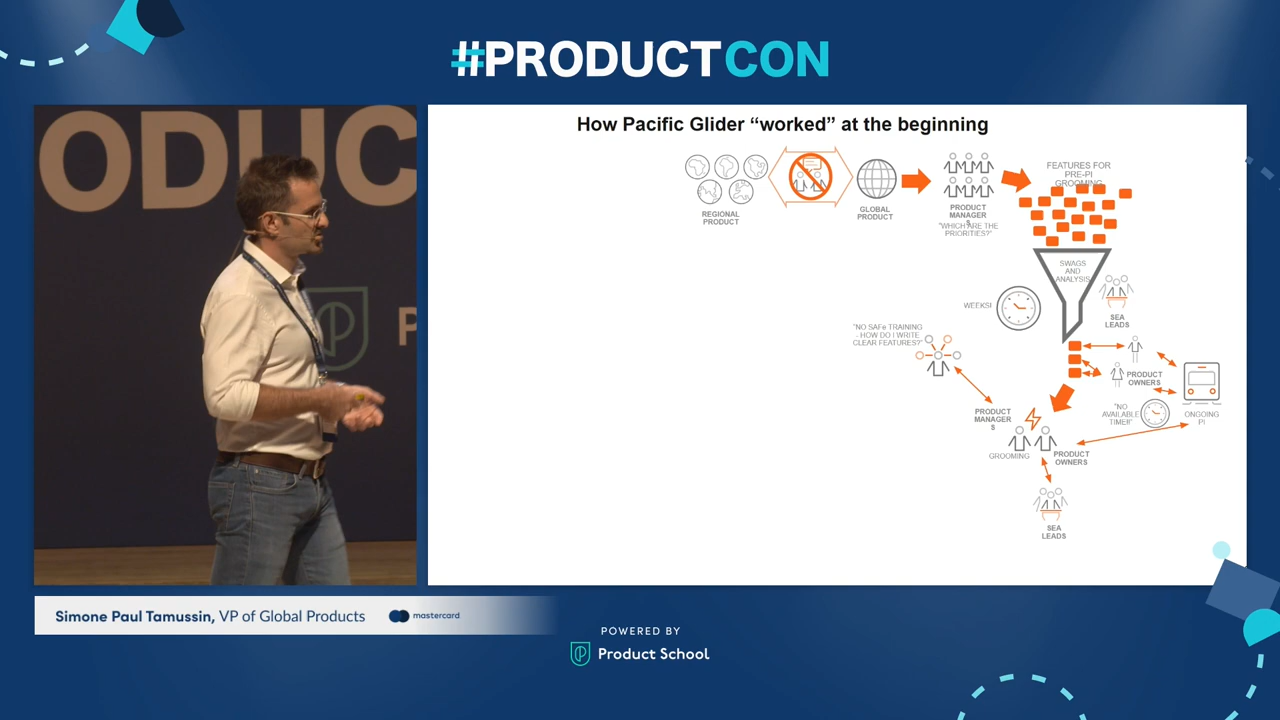 #PRODUCTCON
ODUC
P
How Pacific Glider “worked” at the beginning
REGIONAL
PRODUCT
GLOBAL
PRODUCT
PRODUCT
MANAGER
S
"WHICH ARE THE
PRIORITIES?"
FEATURES FOR
PRE-PI
GROOMING
SWAGS
AND
ANALYSIS
WEEKS!
SEA
LEADS
"NO SAFe TRAINING
- HOW DO I WRITE
CLEAR FEATURES?"
PRODUCT
OWNERS
"NO
AVAILABLE
TIME!!"
ONGOING
PI
PRODUCT
MANAGER
S
GROOMING
PRODUCT
OWNERS
SEA
LEADS
Simone Paul Tamussin, VP of Global Products
mastercard
POWERED BY
Product School